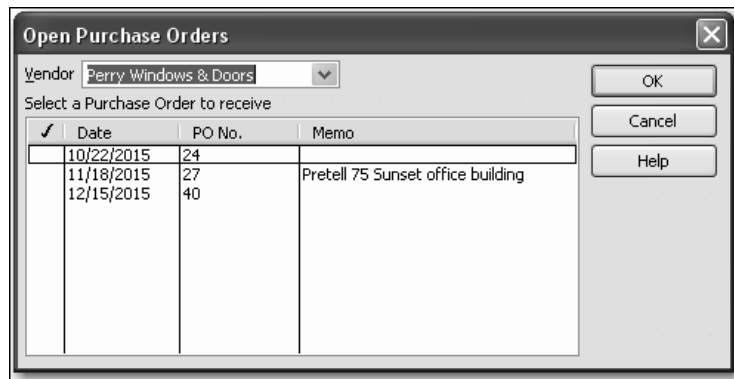 Open Purchase Orders
Vendor Perry Windows & Doors
Select a Purchase Order to receive
✓ Date PO No. Memo
10/22/2015 24
11/18/2015 27 Pretell 75 Sunset office building
12/15/2015 40
OK
Cancel
Help